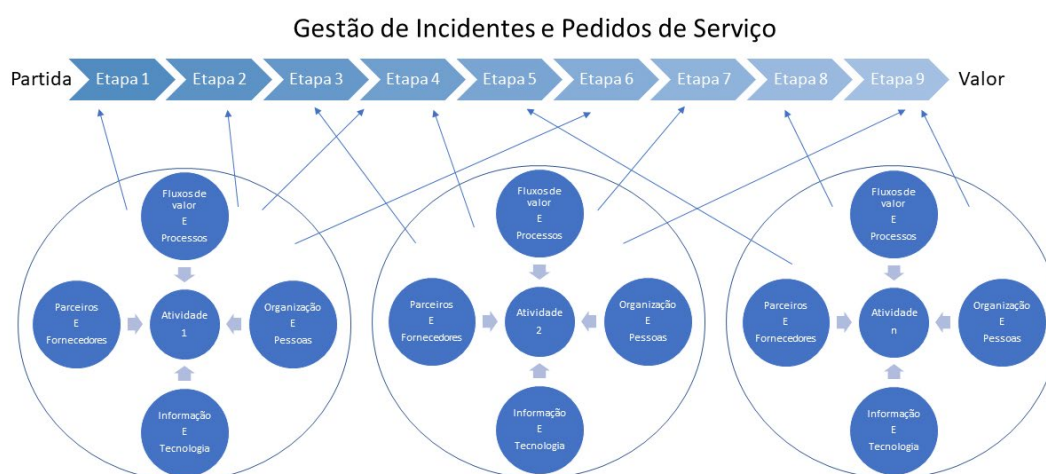 Gestão de Incidentes e Pedidos de Serviço
Partida
Etapa 1
Etapa 2
Etapa 3
Etapa 4
Etapa 5
Etapa 6
Etapa 7
Etapa 8
Etapa 9
Valor
Fluxos de
valor
E
Processos
Parceiros
E
Fornecedores
Atividade
1
Organização
E
Pessoas
Informação
E
Tecnologia
Fluxos de
valor
E
Processos
Parceiros
E
Fornecedores
Atividade
2
Organização
E
Pessoas
Informação
E
Tecnologia
Fluxos de
valor
E
Processos
Parceiros
E
Fornecedores
Atividade
n
Organização
E
Pessoas
Informação
E
Tecnologia